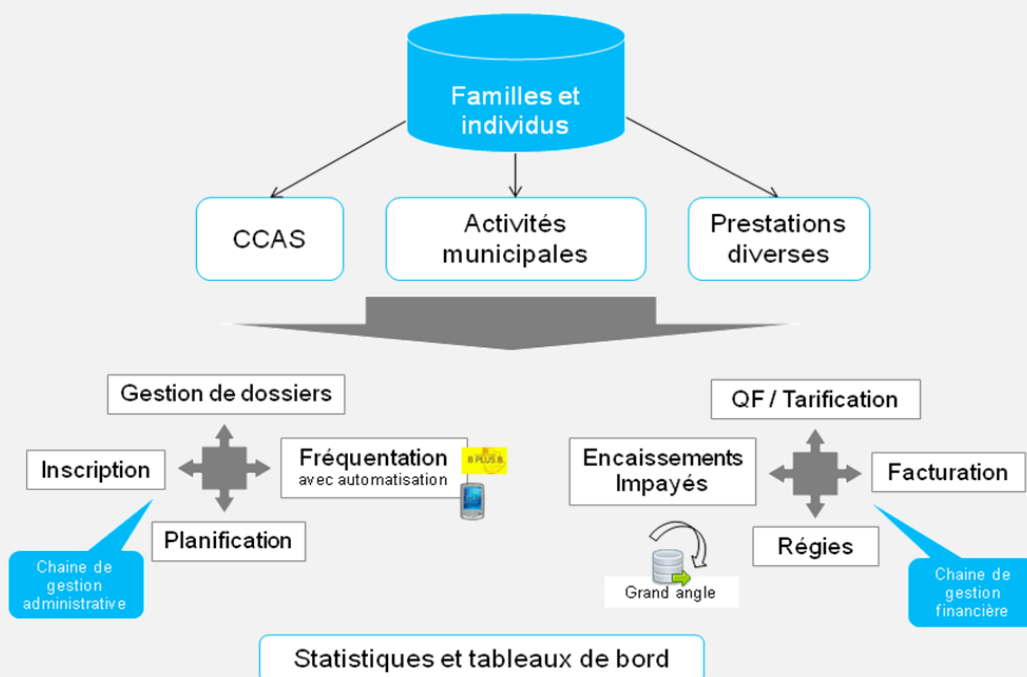 Familles et
individus
CCAS
Activités
municipales
Prestations
diverses
Gestion de dossiers
Inscription
Fréquentation
avec automatisation
B PLUS B.
Planification
Chaine de
gestion
administrative
QF / Tarification
Encaissements
Impayés
Facturation
Régies
Grand angle
Chaine de
gestion
financière
Statistiques et tableaux de bord